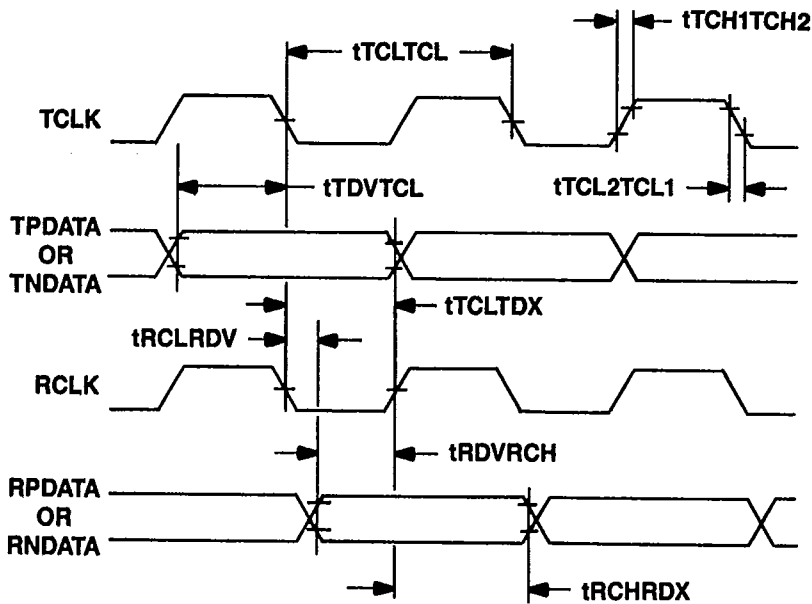 tTCH1TCH2
tTCLTCL
TCLK
tTDVTCL
tTCL2TCL1
TPDATA
OR
TNDATA
tTCLTDX
tRCLRDV
RCLK
tRDVRCH
RPDATA
OR
RNDATA
tRCHRDX